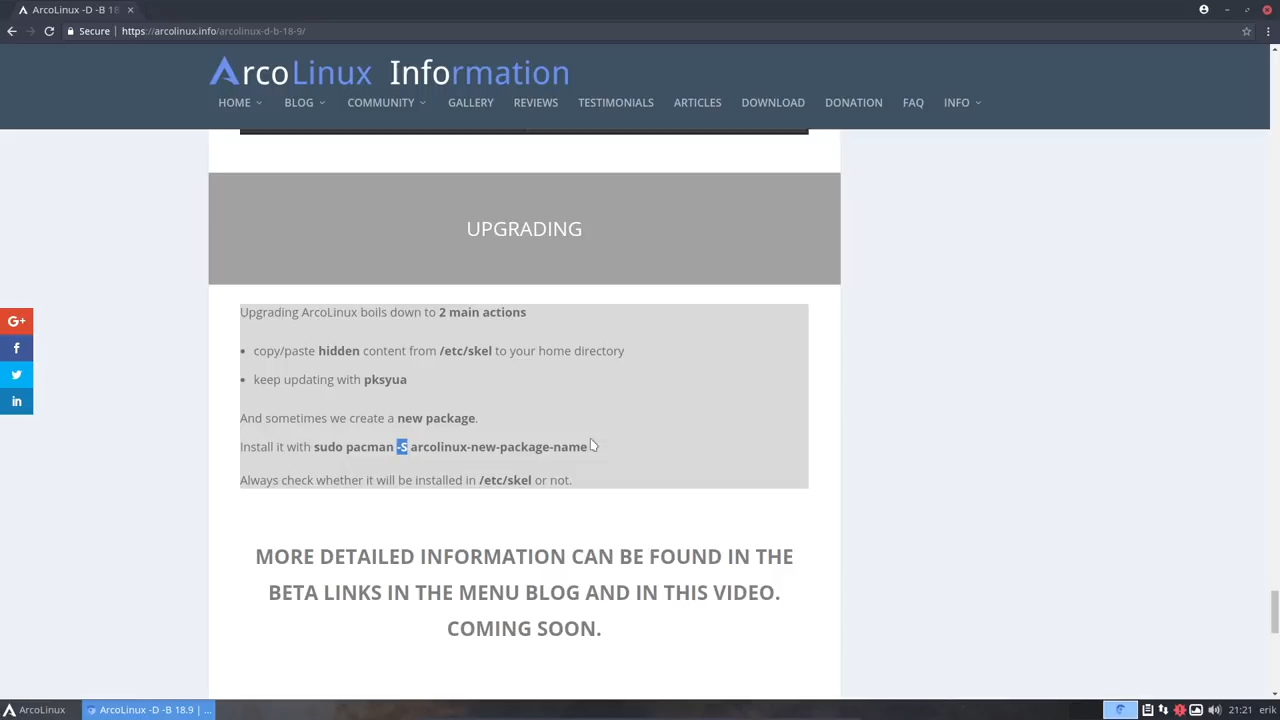 ArcoLinux -D -B 18
Secure https://arcolinux.info/arcolinux-d-b-18-9/
ArcoLinux Information
HOME BLOG COMMUNITY GALLERY REVIEWS TESTIMONIALS ARTICLES DOWNLOAD DONATION FAQ INFO
UPGRADING
Upgrading ArcoLinux boils down to 2 main actions
• copy/paste hidden content from /etc/skel to your home directory
• keep updating with pksyua
And sometimes we create a new package.
Install it with sudo pacman -S arcolinux-new-package-name
Always check whether it will be installed in /etc/skel or not.
MORE DETAILED INFORMATION CAN BE FOUND IN THE
BETA LINKS IN THE MENU BLOG AND IN THIS VIDEO.
COMING SOON.
G+
f
in
ArcoLinux ArcoLinux -D -B 18.9 | ... 21:21 erik